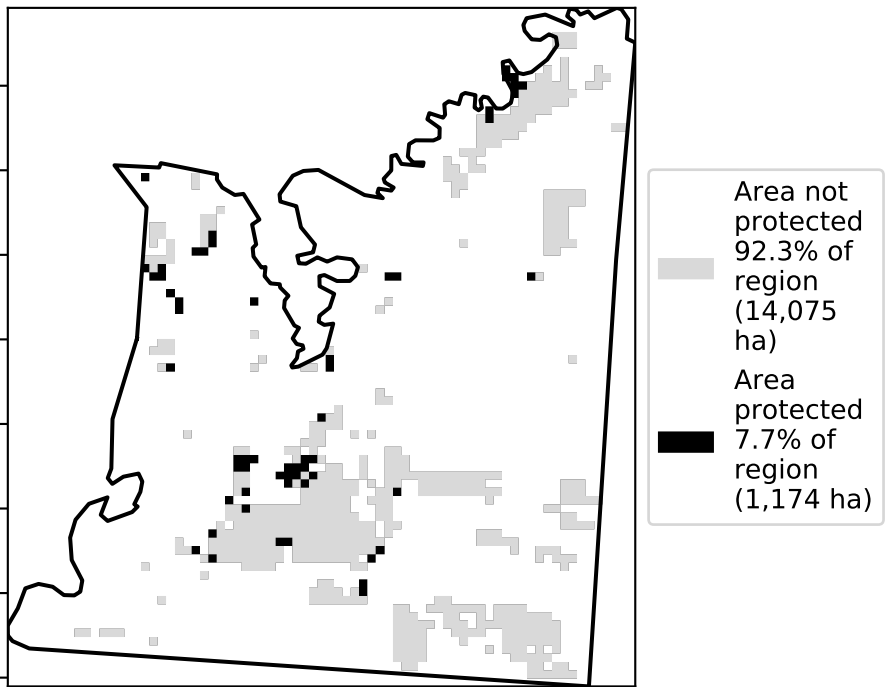 Area not
protected
92.3% of
region
(14,075
ha)
Area
protected
7.7% of
region
(1,174 ha)